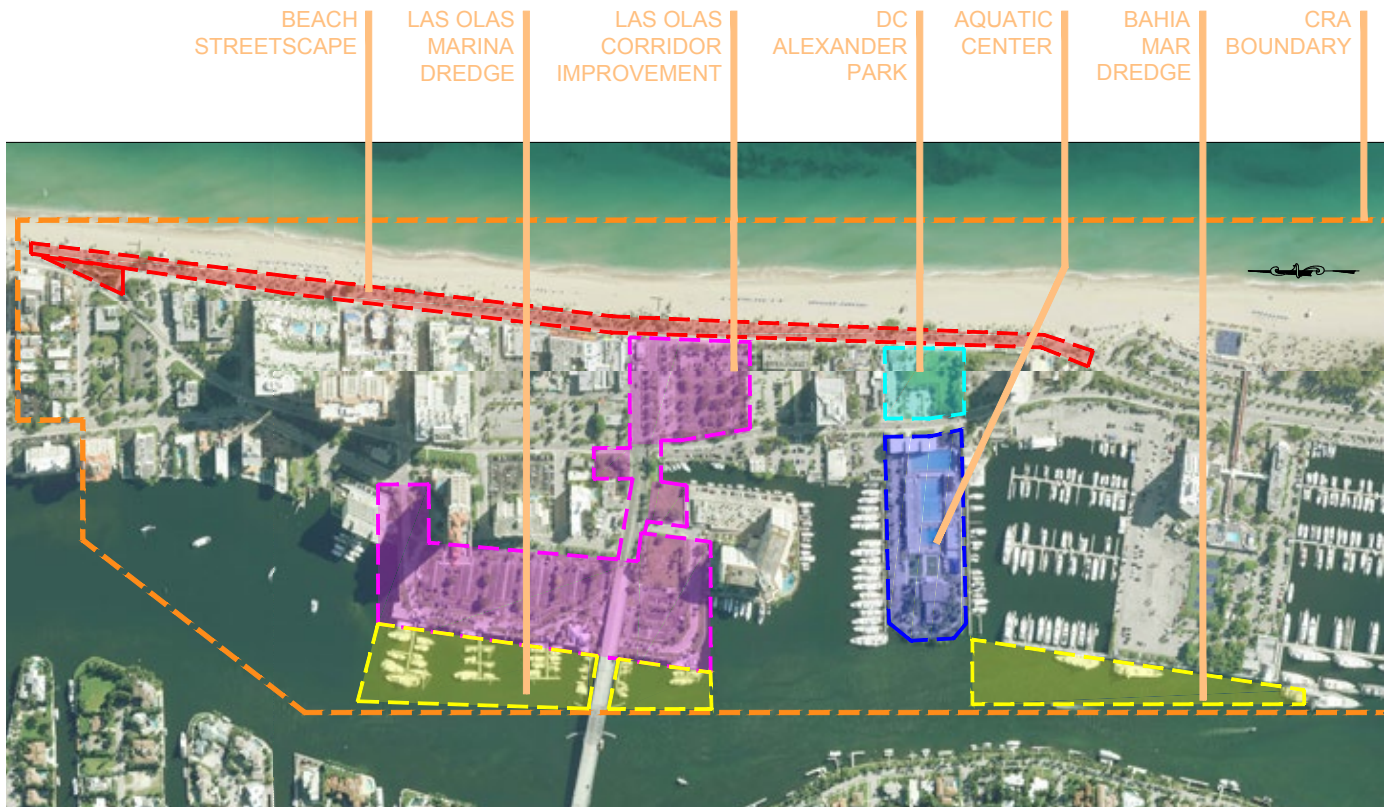 BEACH
STREETSCAPE
LAS OLAS
MARINA
DREDGE
LAS OLAS
CORRIDOR
IMPROVEMENT
DC
ALEXANDER
PARK
AQUATIC
CENTER
BAHIA
MAR
DREDGE
CRA
BOUNDARY